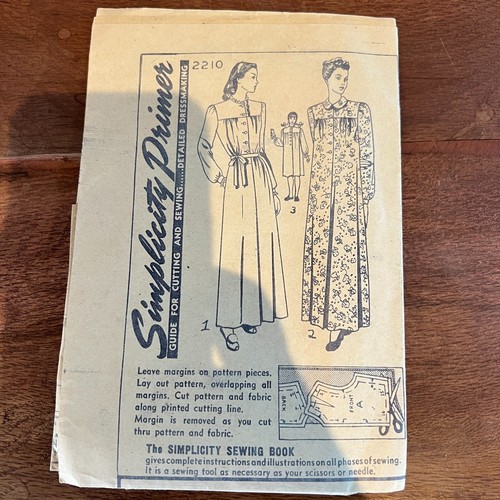 Simplicity Primer
GUIDE FOR CUTTING AND SEWING.....DETAILED DRESSMAKING
2210
3
1
2
Leave margins on pattern pieces.
Lay out pattern, overlapping all
margins. Cut pattern and fabric
along printed cutting line.
Margin is removed as you cut
thru pattern and fabric.
BACK
FRONT
A
The SIMPLICITY SEWING BOOK
gives complete instructions and illustrations on all phases of sewing.
It is a sewing tool as necessary as your scissors or needle.